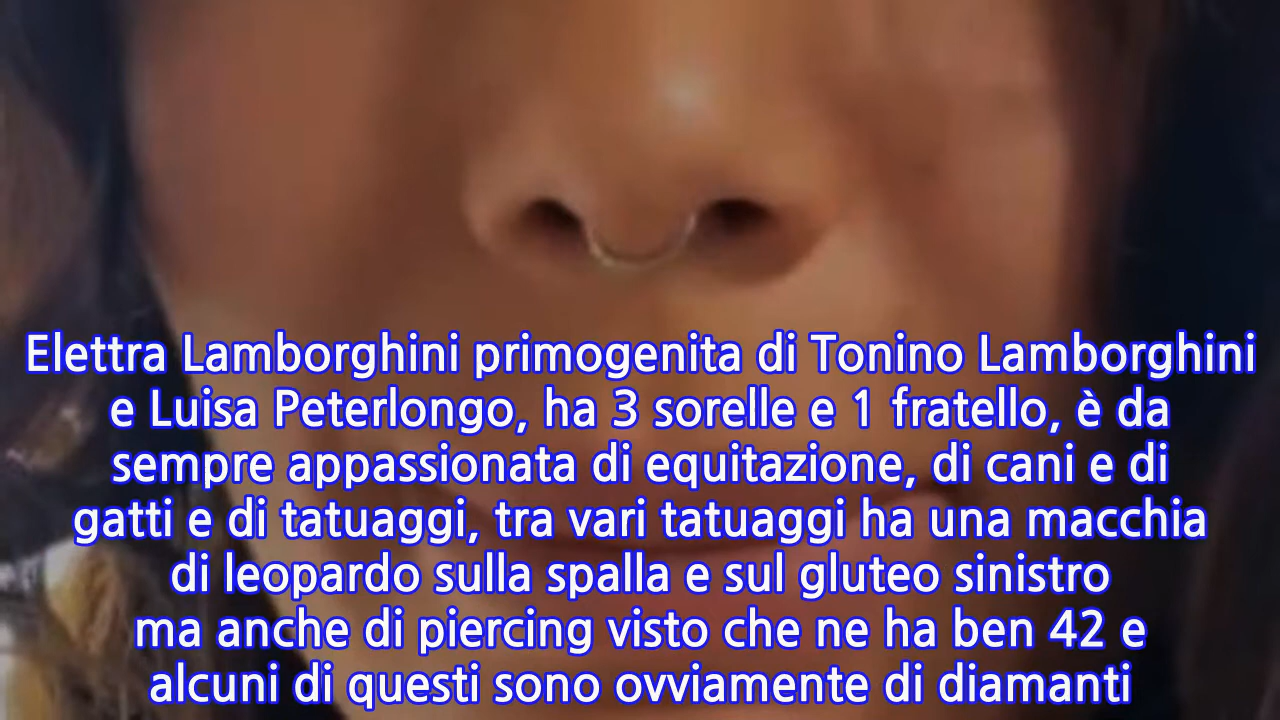 Elettra Lamborghini primogenita di Tonino Lamborghini
e Luisa Peterlongo, ha 3 sorelle e 1 fratello, è da
sempre appassionata di equitazione, di cani e di
gatti e di tatuaggi, tra vari tatuaggi ha una macchia
di leopardo sulla spalla e sul gluteo sinistro
ma anche di piercing visto che ne ha ben 42 e
alcuni di questi sono ovviamente di diamanti